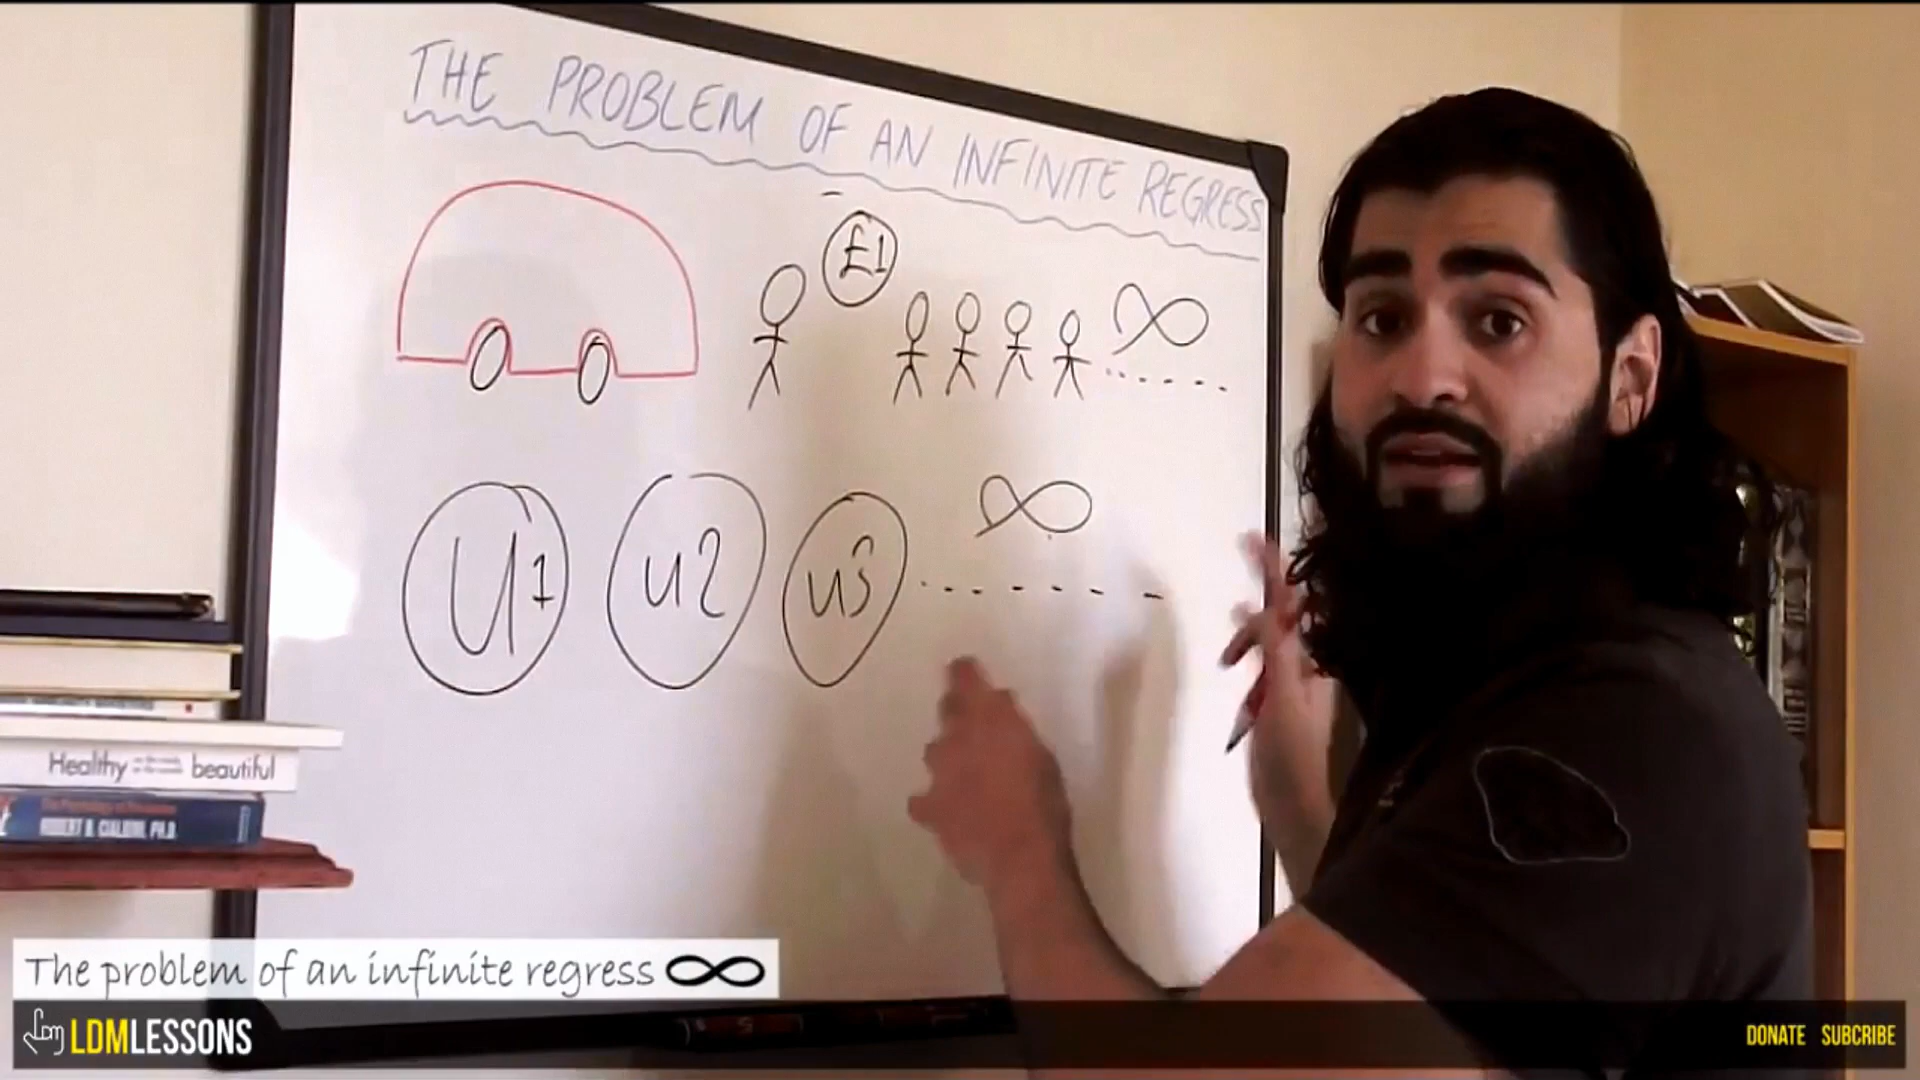 THE PROBLEM OF AN INFINITE REGRESS
£1
∞
U1 u2 u3 ∞
Healthy beautiful
ROBERT B. CIALDINI, PH.D.
The problem of an infinite regress ∞
LDMLESSONS
DONATE SUBCRIBE